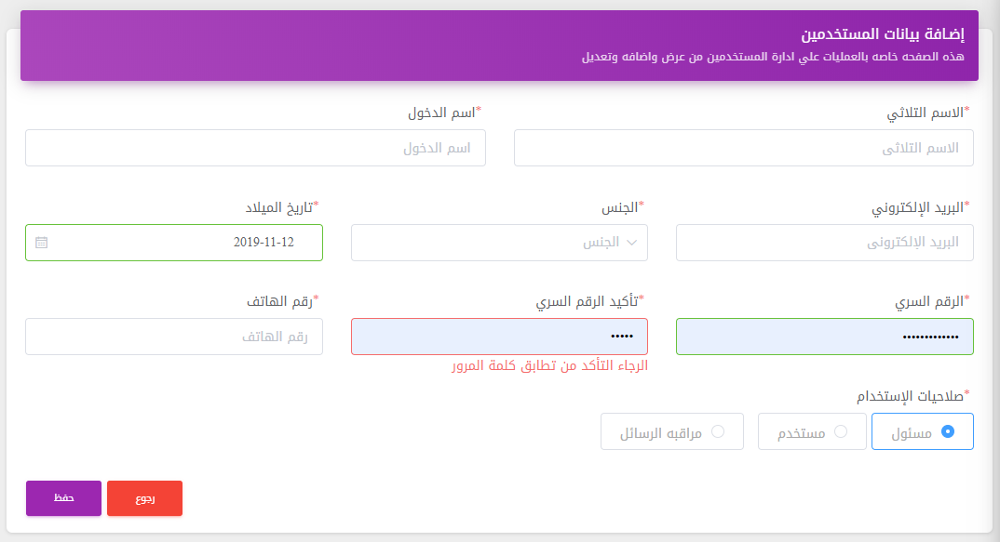 إضافة بيانات المستخدمين
هذه الصفحه خاصه بالعمليات علي ادارة المستخدمين من عرض واضافه وتعديل
*الاسم الثلاثي
*اسم الدخول
الاسم الثلاثى
اسم الدخول
*البريد الإلكتروني
*الجنس
*تاريخ الميلاد
البريد الإلكترونى
الجنس
2019-11-12
*الرقم السري
*تأكيد الرقم السري
*رقم الهاتف
••••••••••••
•••••
رقم الهاتف
الرجاء التأكد من تطابق كلمة المرور
*صلاحيات الإستخدام
مسئول
مستخدم
مراقبه الرسائل
رجوع
حفظ